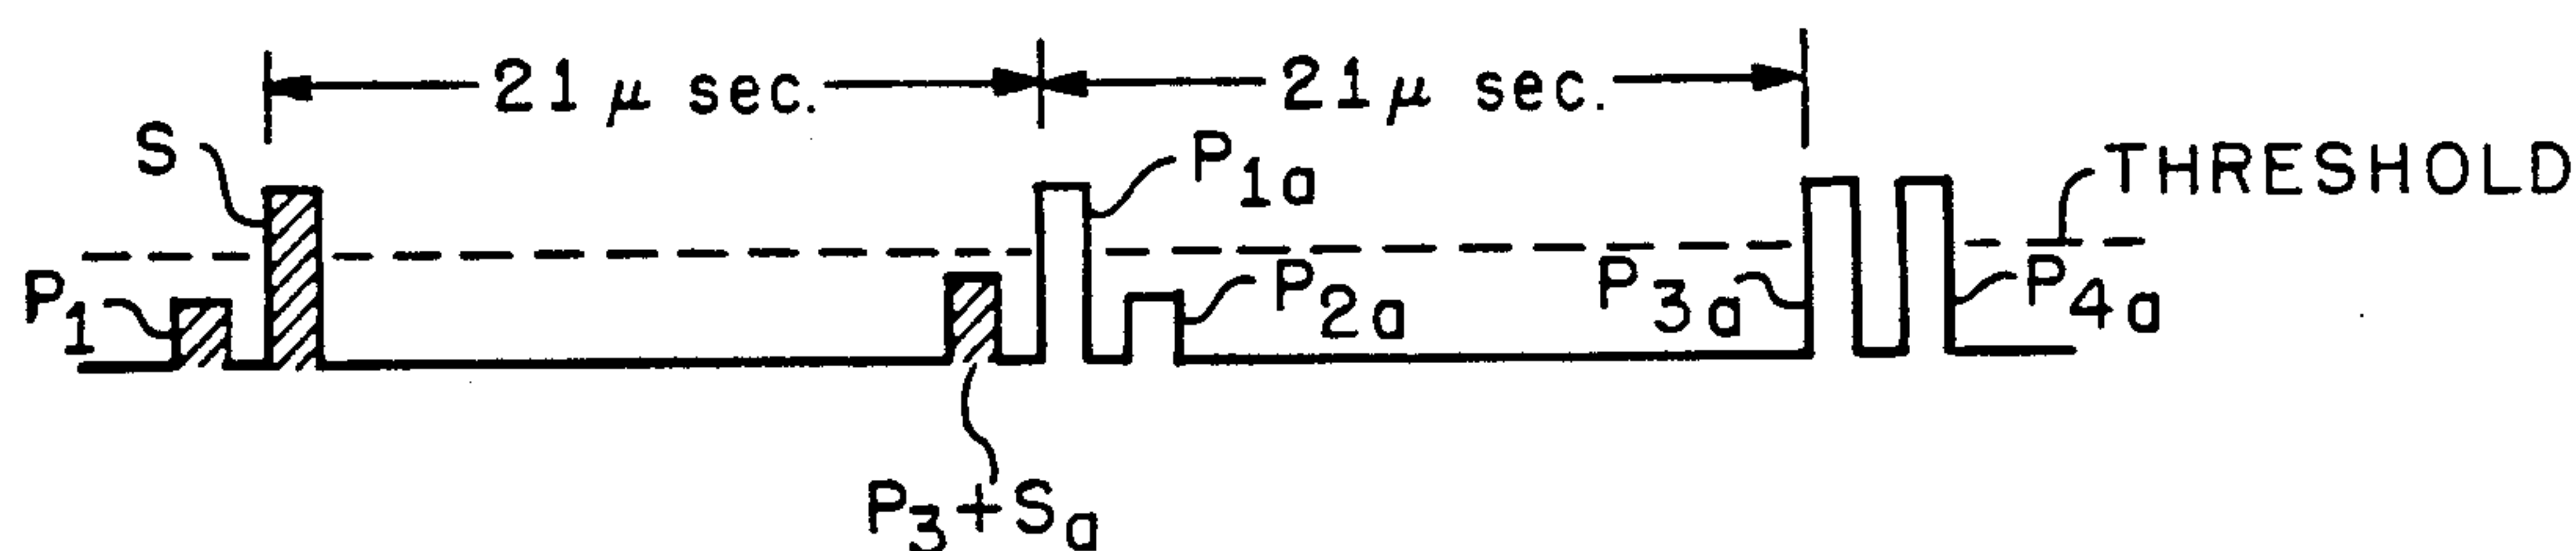 21 μ sec. 21 μ sec.
S P1a THRESHOLD
P1 P2a P3a P4a
P3+Sa